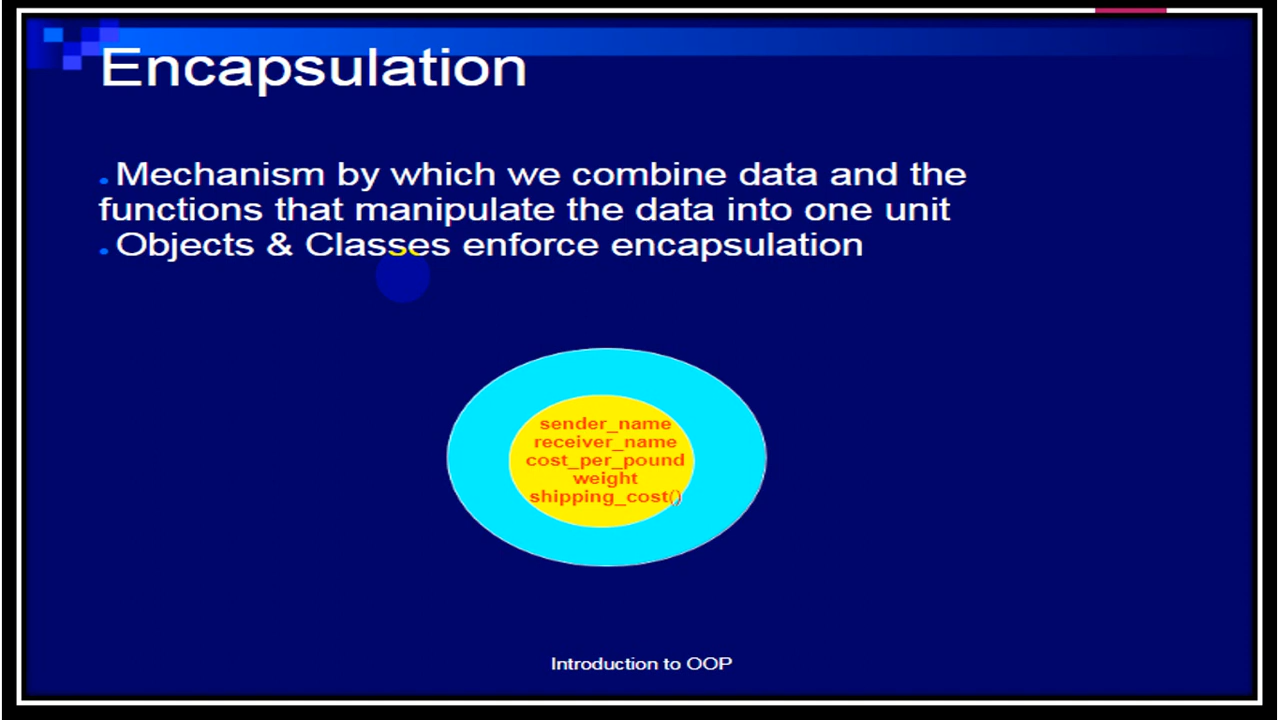 Encapsulation
• Mechanism by which we combine data and the
functions that manipulate the data into one unit
• Objects & Classes enforce encapsulation
sender_name
receiver_name
cost_per_pound
weight
shipping_cost()
Introduction to OOP